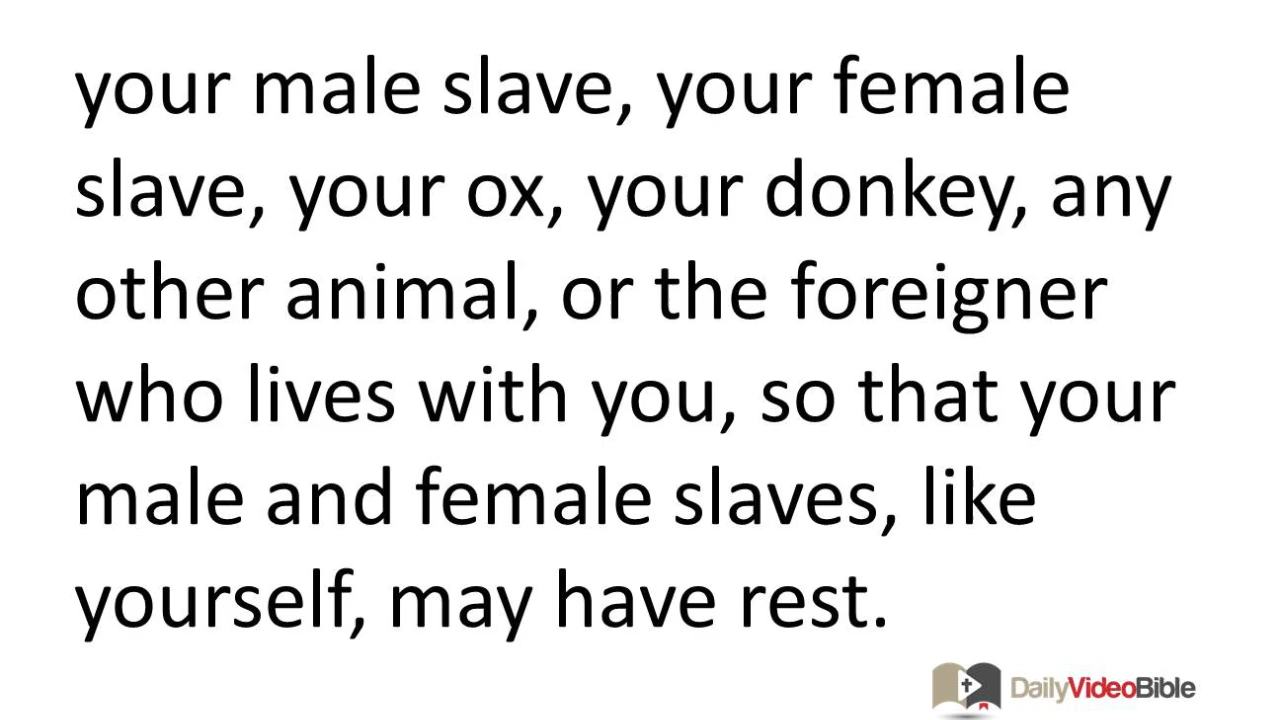 your male slave, your female
slave, your ox, your donkey, any
other animal, or the foreigner
who lives with you, so that your
male and female slaves, like
yourself, may have rest.
DailyVideoBible